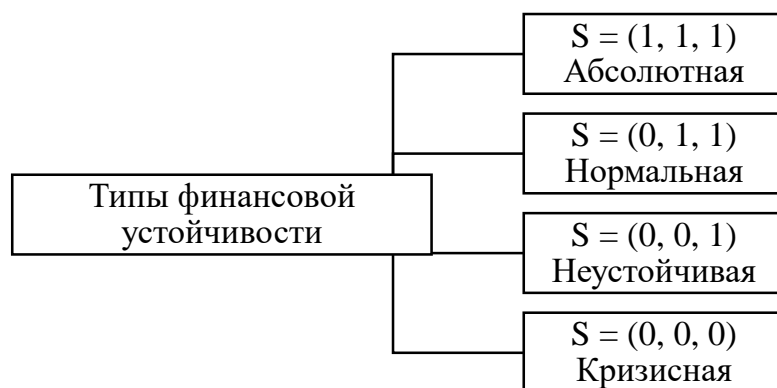 Типы финансовой
устойчивости
S = (1, 1, 1)
Абсолютная
S = (0, 1, 1)
Нормальная
S = (0, 0, 1)
Неустойчивая
S = (0, 0, 0)
Кризисная